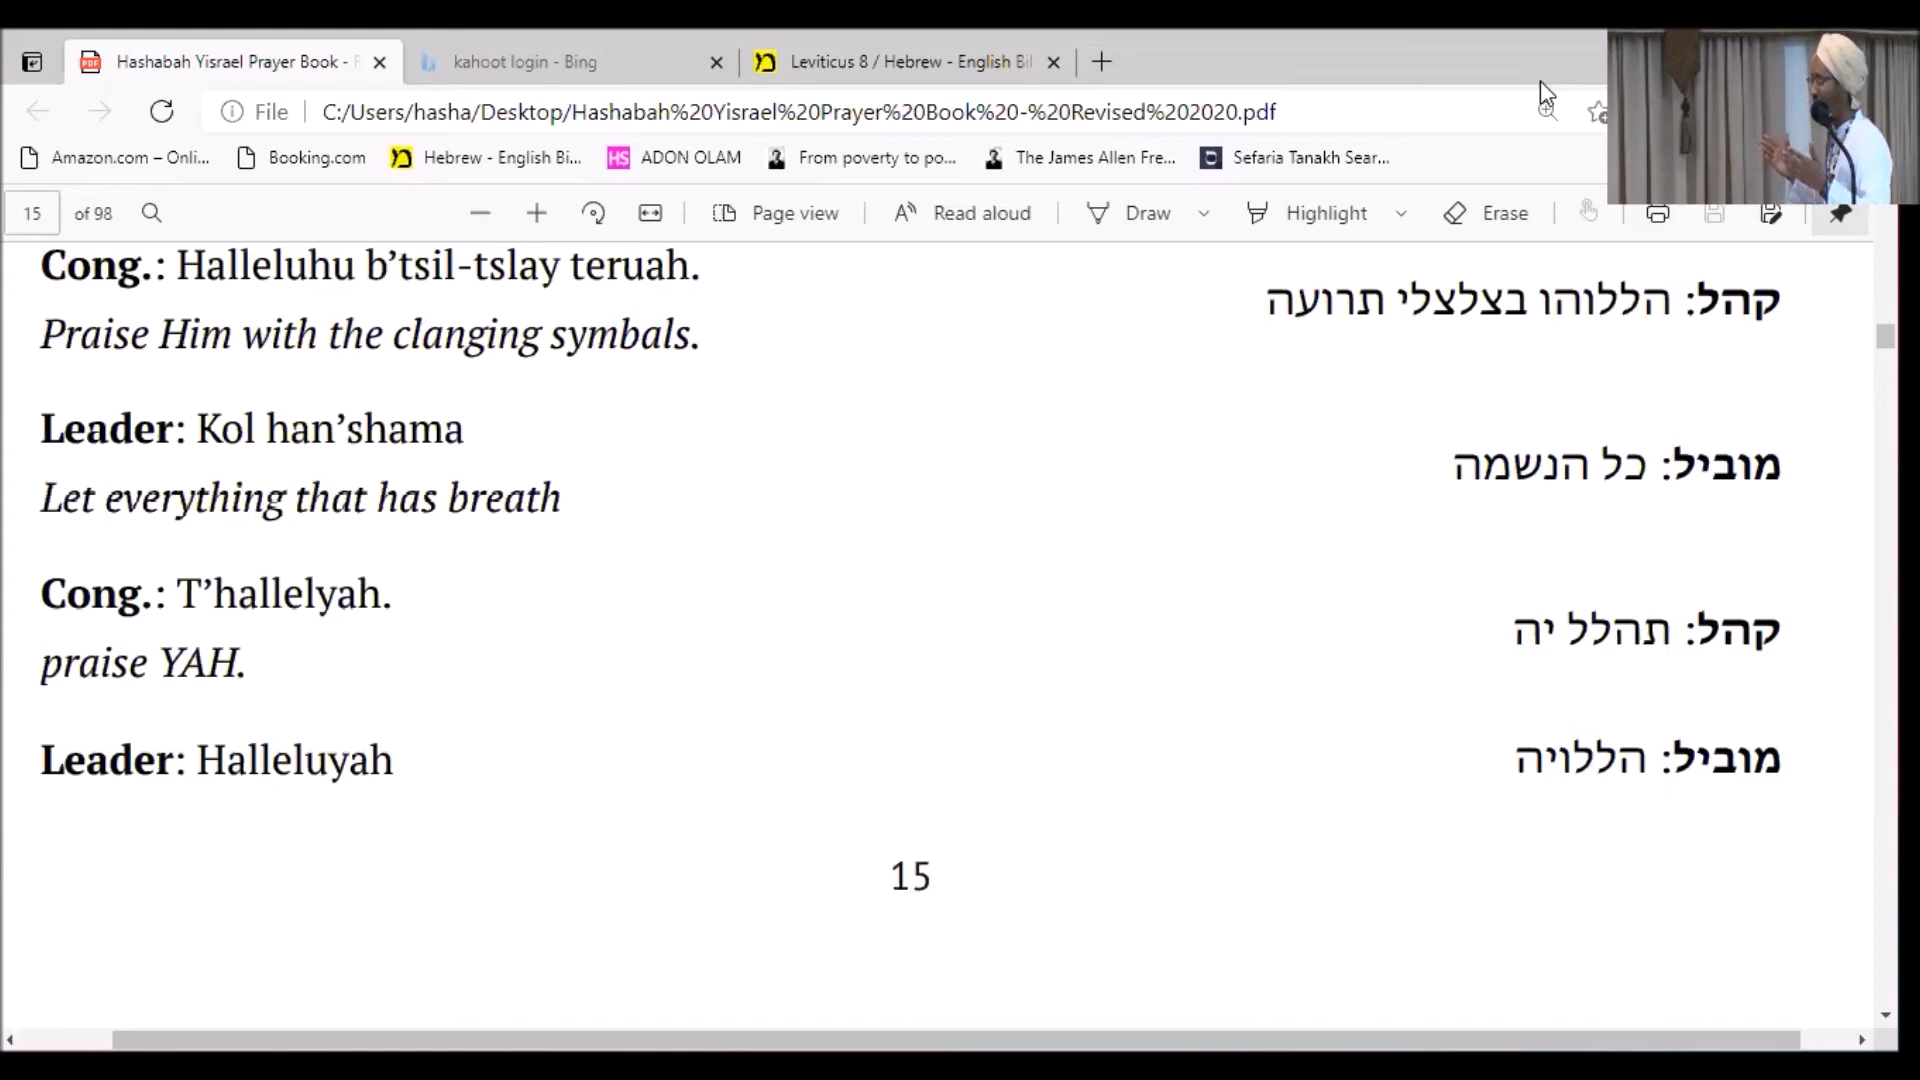 Hashabah Yisrael Prayer Book -
kahoot login - Bing
Leviticus 8 / Hebrew - English Bil
File
C:/Users/hasha/Desktop/Hashabah%20Yisrael%20Prayer%20Book%20-%20Revised%202020.pdf
Amazon.com – Onli...
Booking.com
Hebrew - English Bi...
HS
ADON OLAM
From poverty to po...
The James Allen Fre...
Sefaria Tanakh Sear...
15
of 98
Page view
Read aloud
Draw
Highlight
Erase
Cong.: Halleluhu b’tsil-tslay teruah.
קהל: הללוהו בצלצלי תרועה
Praise Him with the clanging symbals.
Leader: Kol han’shama
מוביל: כל הנשמה
Let everything that has breath
Cong.: T’hallelyah.
קהל: תהלל יה
praise YAH.
Leader: Halleluyah
מוביל: הללויה
15